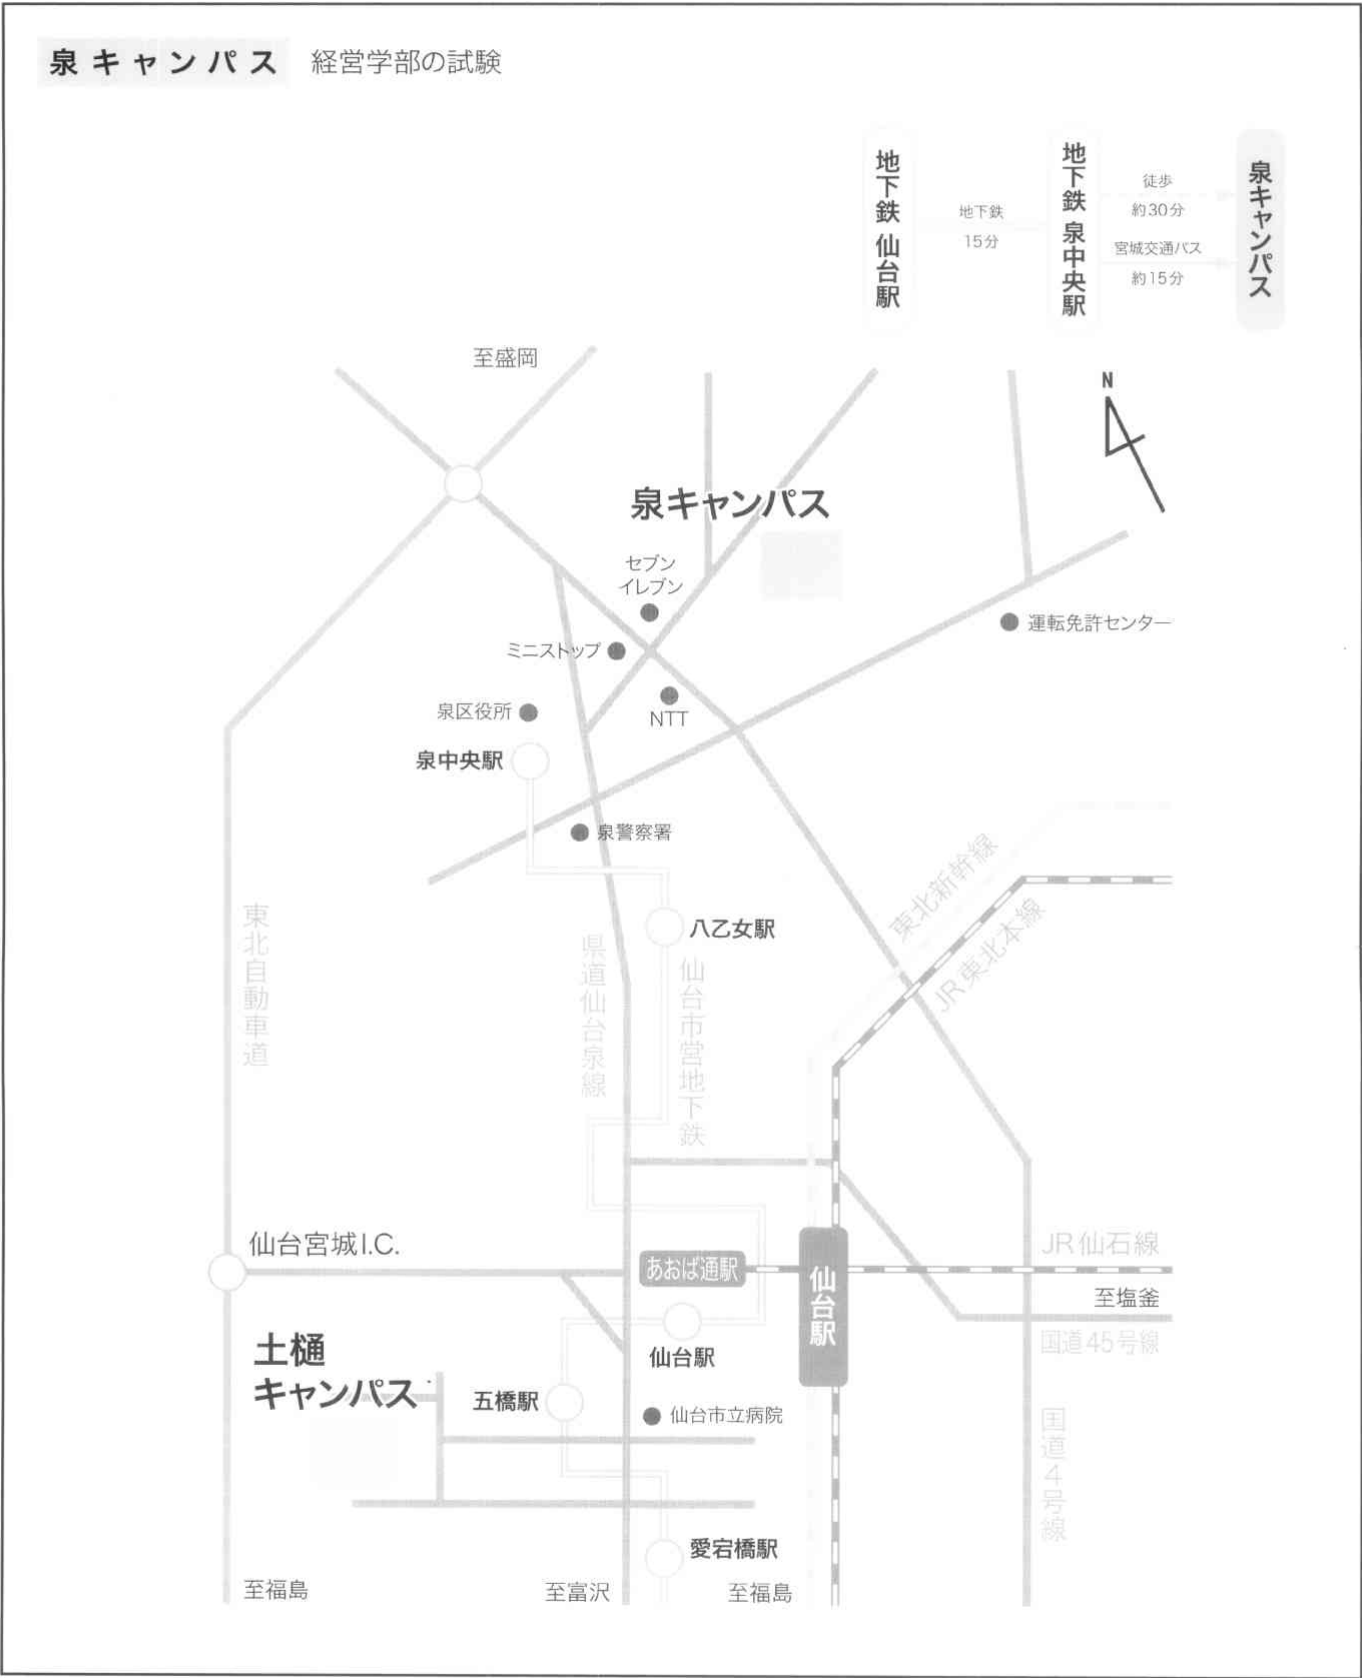 泉キャンパス 経営学部の試験
地下鉄 仙台駅
地下鉄
15分
地下鉄 泉中央駅
徒歩
約30分
宮城交通バス
約15分
泉キャンパス
至盛岡
N
泉キャンパス
セブン
イレブン
ミニストップ
運転免許センター
泉区役所
NTT
泉中央駅
泉警察署
東北自動車道
県道仙台泉線
八乙女駅
仙台市営地下鉄
東北新幹線
JR東北本線
仙台宮城I.C.
あおば通駅
仙台駅
JR仙石線
至塩釜
国道45号線
土樋
キャンパス
仙台駅
五橋駅
仙台市立病院
国道4号線
愛宕橋駅
至福島
至富沢
至福島